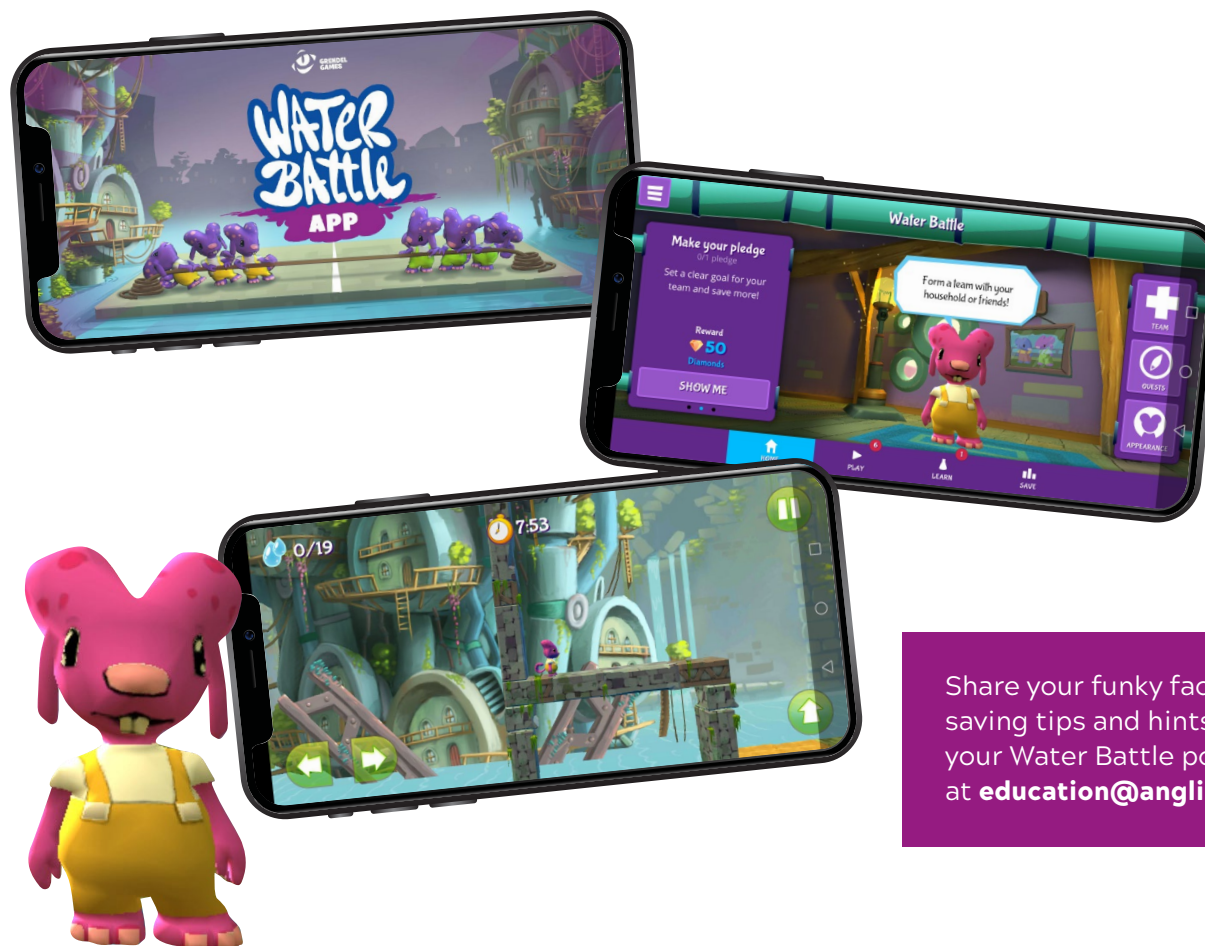 GRENDEL
GAMES
WATER
BATTLE
APP
Water Battle
Make your pledge
0/1 pledge
Set a clear goal for your
team and save more!
Reward
50
Diamonds
SHOW ME
Form a team with your
household or friends!
TEAM
QUESTS
APPEARANCE
HOME
PLAY
6
LEARN
1
SAVE
0/19
7:53
Share your funky fac
saving tips and hints
your Water Battle po
at education@angli